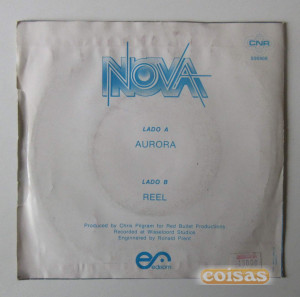 NOVA
CNR
LADO A
AURORA
LADO B
REEL
Produced by Chris Pilgram for Red Bullet Productions
Recorded at Wisseloord Studios
Engineered by Ronald Prent
coisas